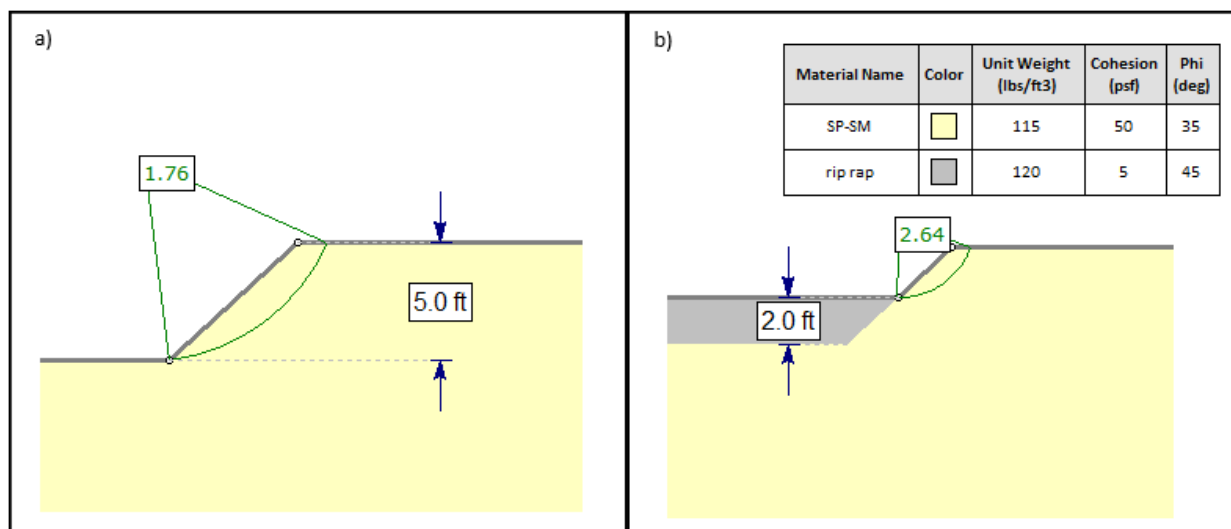 a)
1.76
5.0 ft
b)
Material Name Color Unit Weight (lbs/ft3) Cohesion (psf) Phi (deg)
SP-SM 115 50 35
rip rap 120 5 45
2.64
2.0 ft